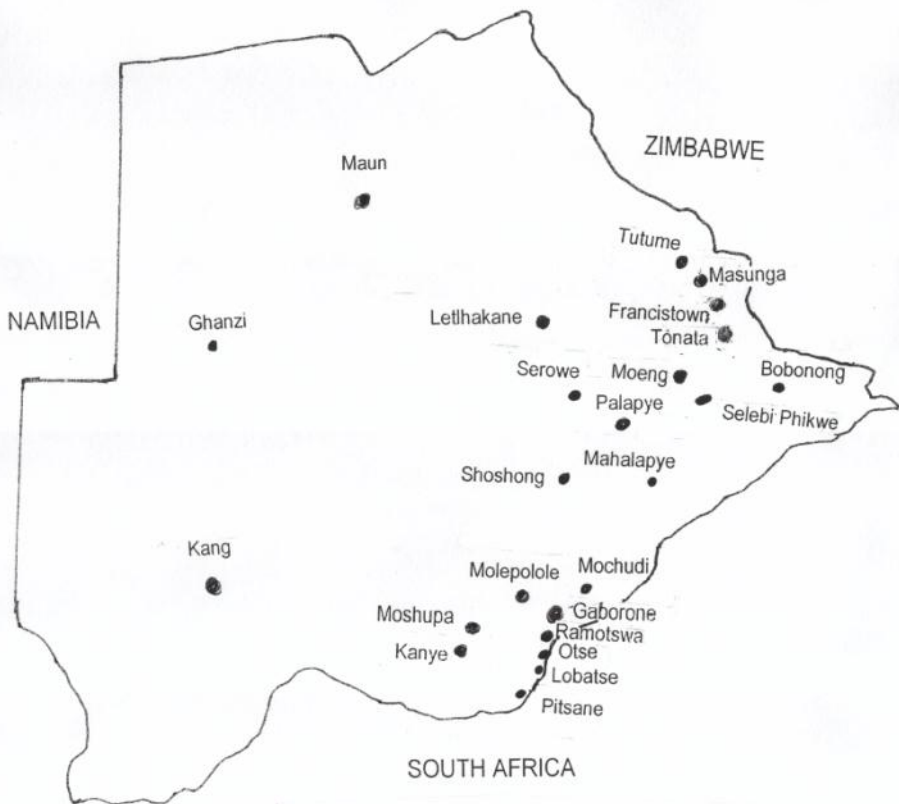 ZIMBABWE
Maun
Tutume
Masunga
NAMIBIA
Ghanzi
Letlhakane
Francistown
Tonata
Serowe
Moeng
Bobonong
Palapye
Selebi Phikwe
Shoshong
Mahalapye
Kang
Molepolole
Mochudi
Moshupa
Gaborone
Ramotswa
Kanye
Otse
Lobatse
Pitsane
SOUTH AFRICA